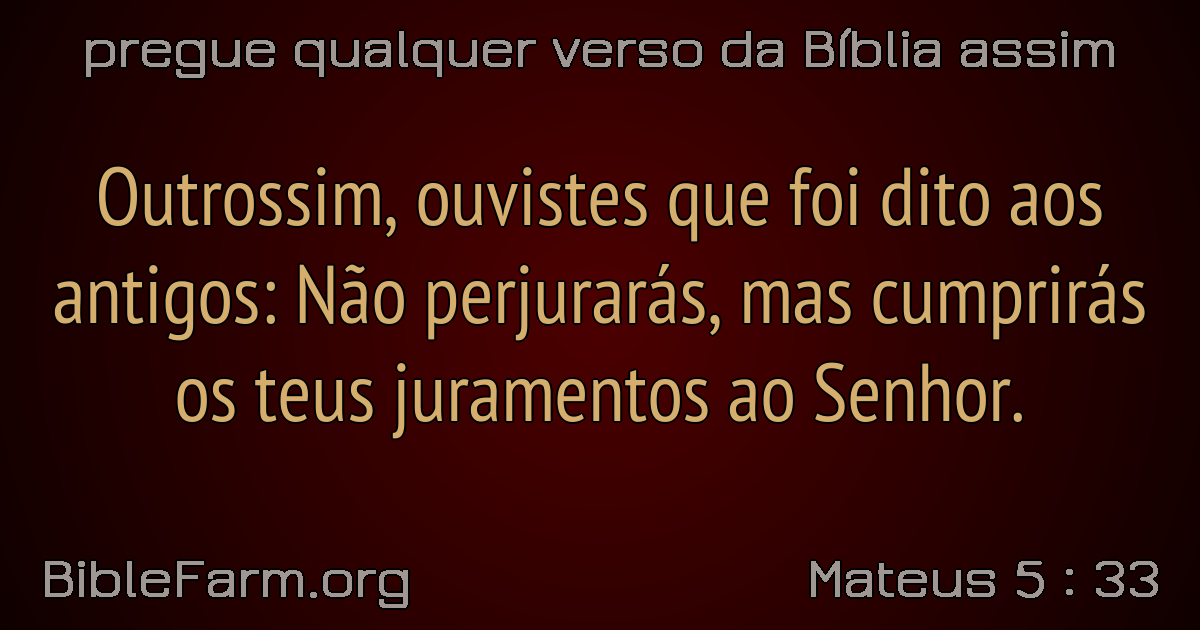 pregue qualquer verso da Bíblia assim
Outrossim, ouvistes que foi dito aos
antigos: Não perjurarás, mas cumprirás
os teus juramentos ao Senhor.
BibleFarm.org
Mateus 5 : 33